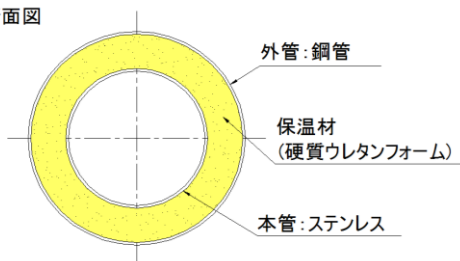 面図
外管：鋼管
保温材
（硬質ウレタンフォーム）
本管：ステンレス